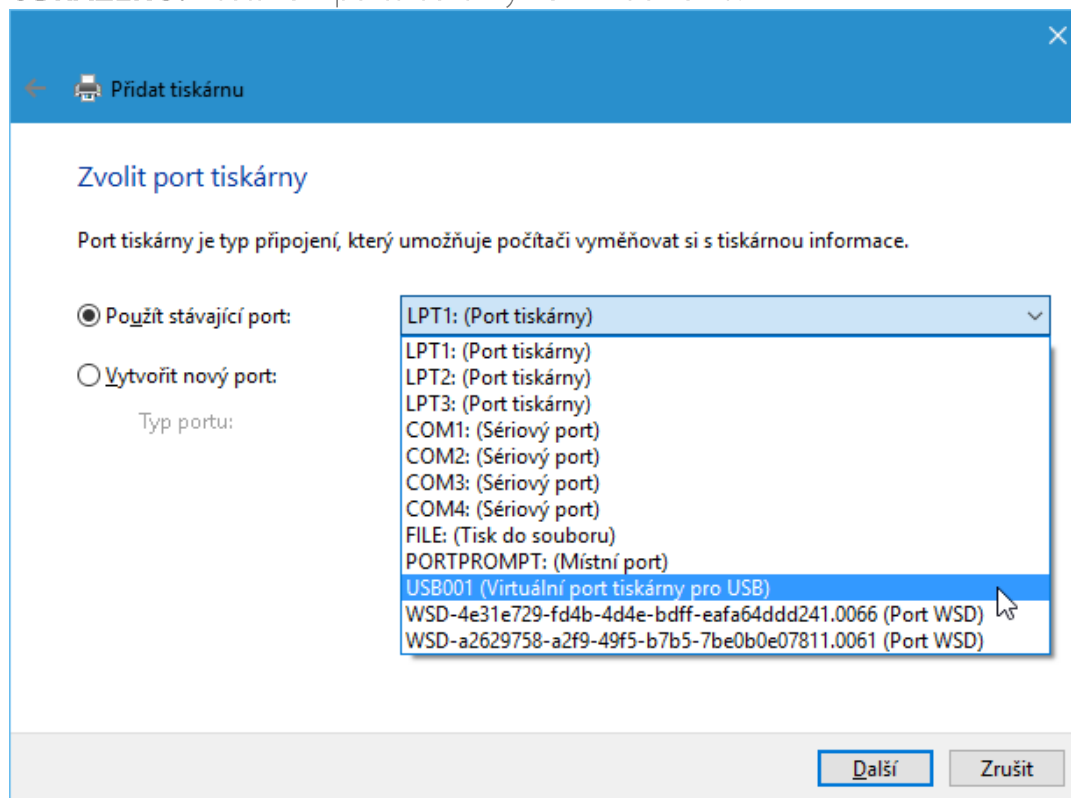 Přidat tiskárnu
Zvolit port tiskárny
Port tiskárny je typ připojení, který umožňuje počítači vyměňovat si s tiskárnou informace.
Použít stávající port:
LPT1: (Port tiskárny)
Vytvořit nový port:
Typ portu:
LPT1: (Port tiskárny)
LPT2: (Port tiskárny)
LPT3: (Port tiskárny)
COM1: (Sériový port)
COM2: (Sériový port)
COM3: (Sériový port)
COM4: (Sériový port)
FILE: (Tisk do souboru)
PORTPROMPT: (Místní port)
USB001 (Virtuální port tiskárny pro USB)
WSD-4e31e729-fd4b-4d4e-bdff-eafa64ddd241.0066 (Port WSD)
WSD-a2629758-a2f9-49f5-b7b5-7be0b0e07811.0061 (Port WSD)
Další
Zrušit